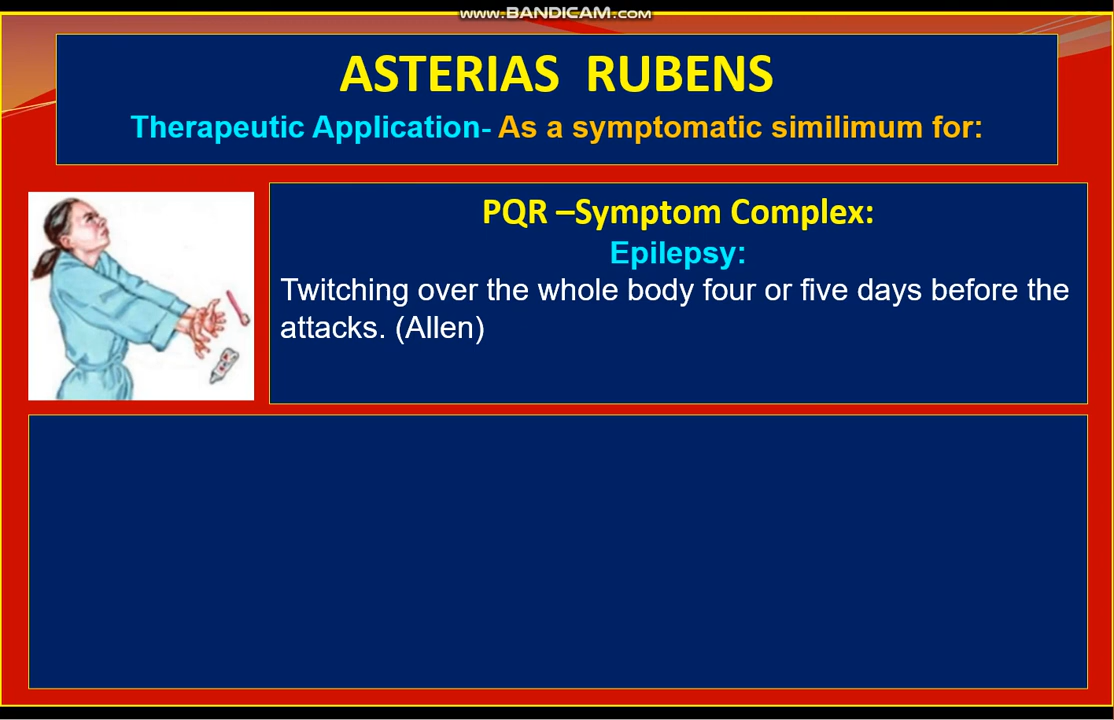 www.BANDICAM.com
ASTERIAS RUBENS
Therapeutic Application- As a symptomatic similimum for:
PQR –Symptom Complex:
Epilepsy:
Twitching over the whole body four or five days before the
attacks. (Allen)